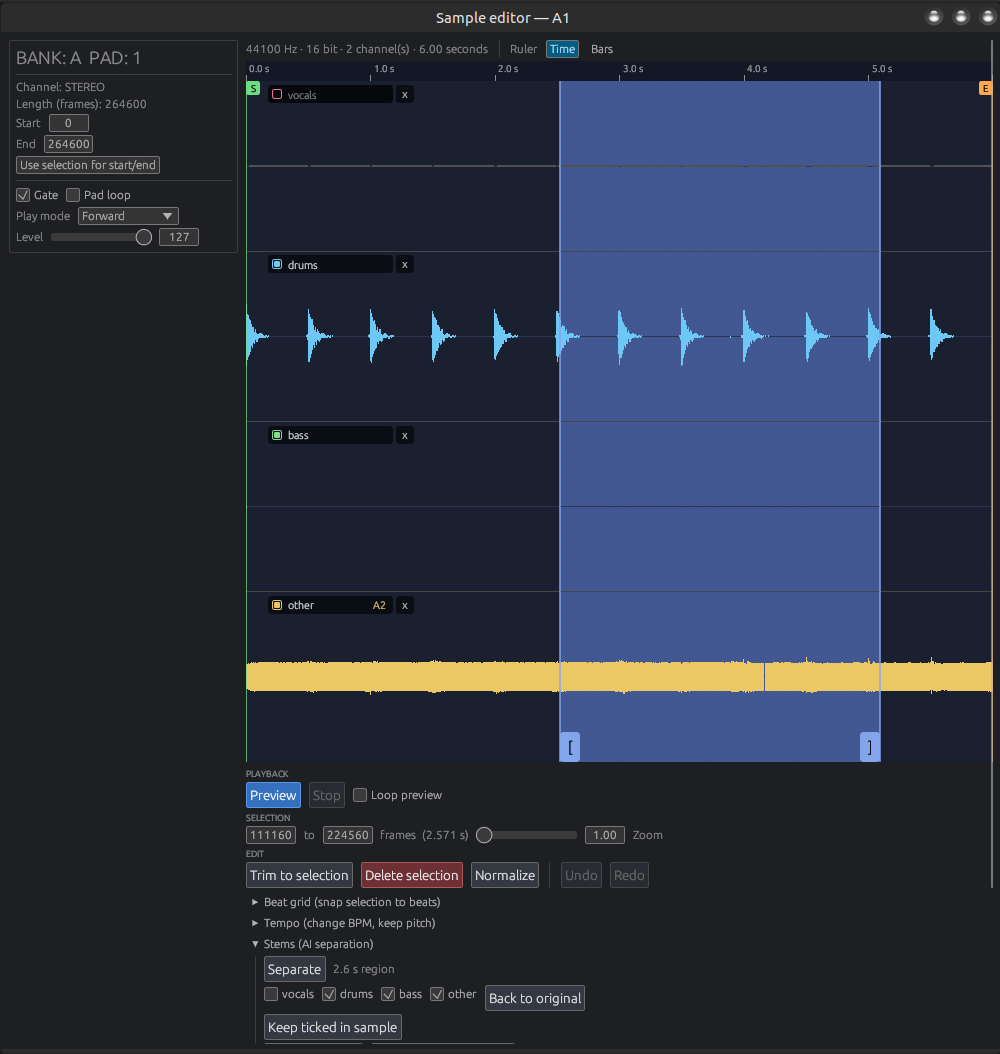 Sample editor — A1
BANK: A PAD: 1
Channel: STEREO
Length (frames): 264600
Start 0
End 264600
Use selection for start/end
Gate Pad loop
Play mode Forward
Level 127
44100 Hz · 16 bit · 2 channel(s) · 6.00 seconds Ruler Time Bars
0.0 s 1.0 s 2.0 s 3.0 s 4.0 s 5.0 s
S E
vocals x
drums x
bass x
other A2 x
[ ]
PLAYBACK
Preview Stop Loop preview
SELECTION
111160 to 224560 Frames (2.571 s) 1.00 Zoom
EDIT
Trim to selection Delete selection Normalize Undo Redo
Beat grid (snap selection to beats)
Tempo (change BPM, keep pitch)
Stems (AI separation)
Separate 2.6 s region
vocals drums bass other Back to original
Keep ticked in sample